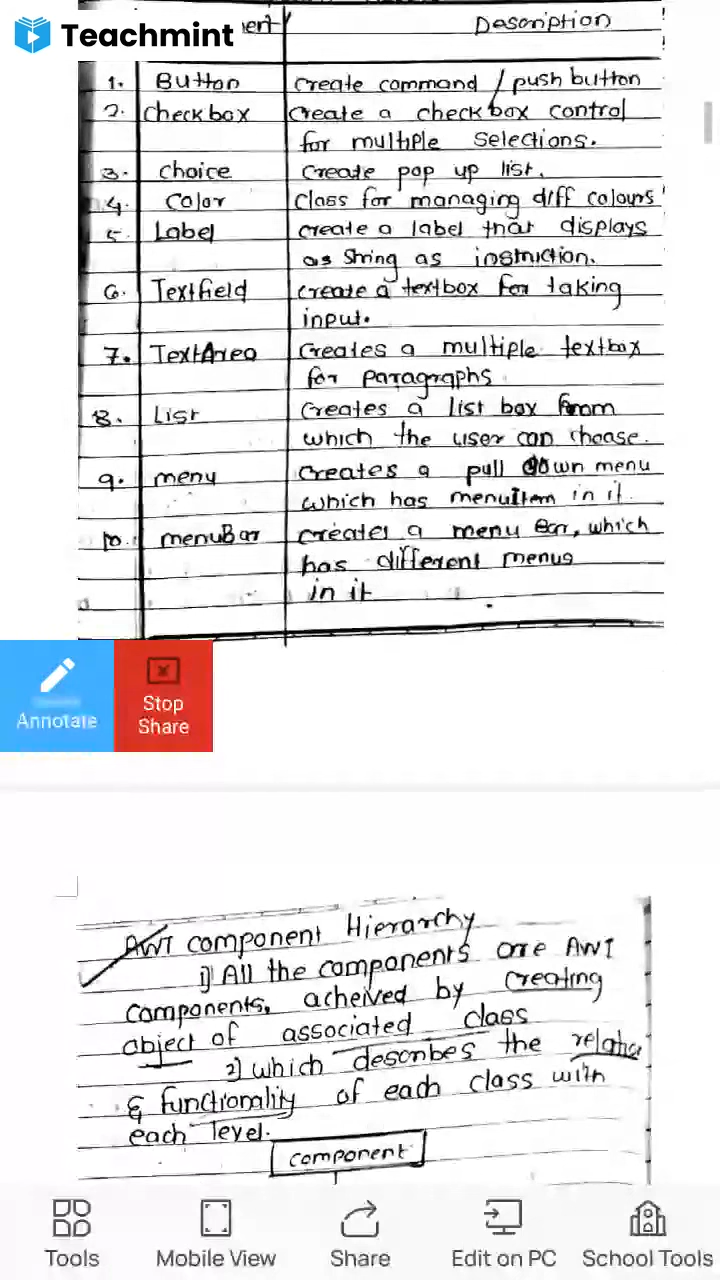 Teachmint
nent
Description
1. Button create command / push button
2. checkbox create a checkbox control
for multiple selections.
3. choice create pop up list.
4. Color Class for managing diff colours
5. Label create a label that displays
as string as instruction.
6. Textfield create a textbox for taking
input.
7. TextArea Creates a multiple textbox
for paragraphs.
8. List Creates a list box from
which the user can choose.
9. menu Creates a pull down menu
which has menuItem in it.
10. menuBar creates a menu Bar, which
has different menus
in it
Annotate
Stop
Share
AWT component Hierarchy
i) All the components are AWT
components, acheived by creating
object of associated class
2) which describes the relation
& functionality of each class with
each level.
component
Tools Mobile View Share Edit on PC School Tools